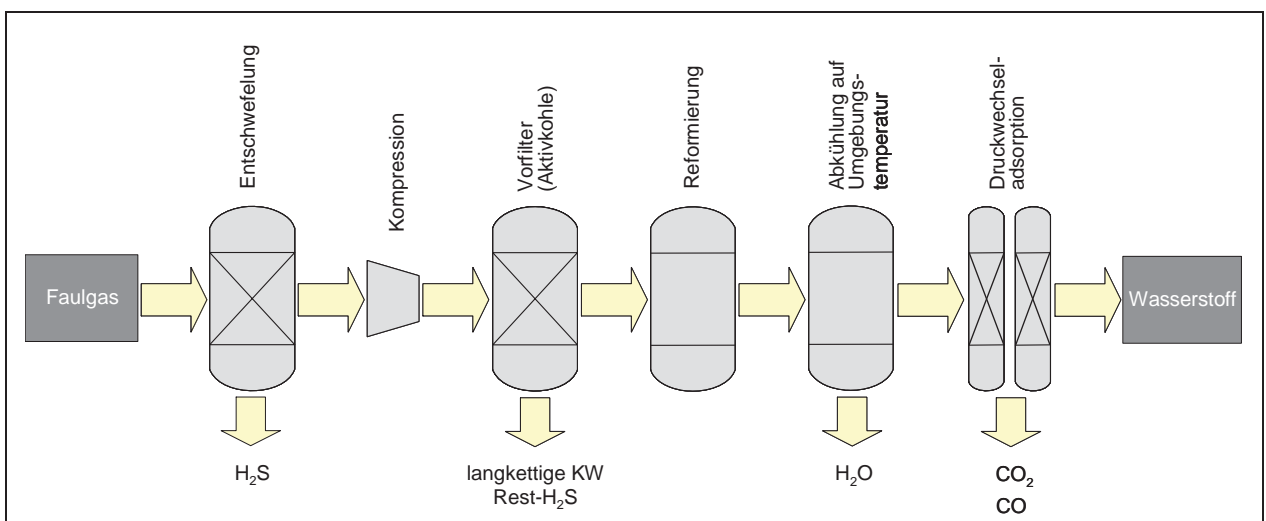 Entschwefelung
Kompression
Vorfilter
(Aktivkohle)
Reformierung
Abkühlung auf
Umgebungs-
temperatur
Druckwechsel-
adsorption
Faulgas
Wasserstoff
H₂S
langkettige KW
Rest-H₂S
H₂O
CO₂
CO